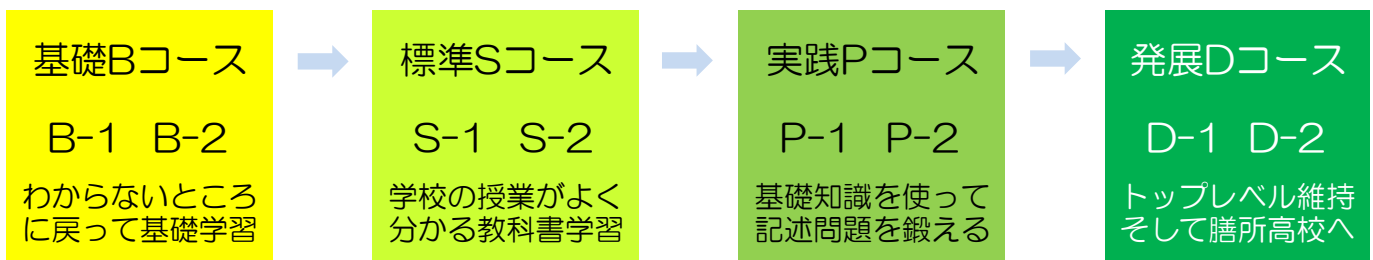 基礎Bコース
B-1 B-2
わからないところ
に戻って基礎学習
標準Sコース
S-1 S-2
学校の授業がよく
分かる教科書学習
実践Pコース
P-1 P-2
基礎知識を使って
記述問題を鍛える
発展Dコース
D-1 D-2
トップレベル維持
そして膳所高校へ